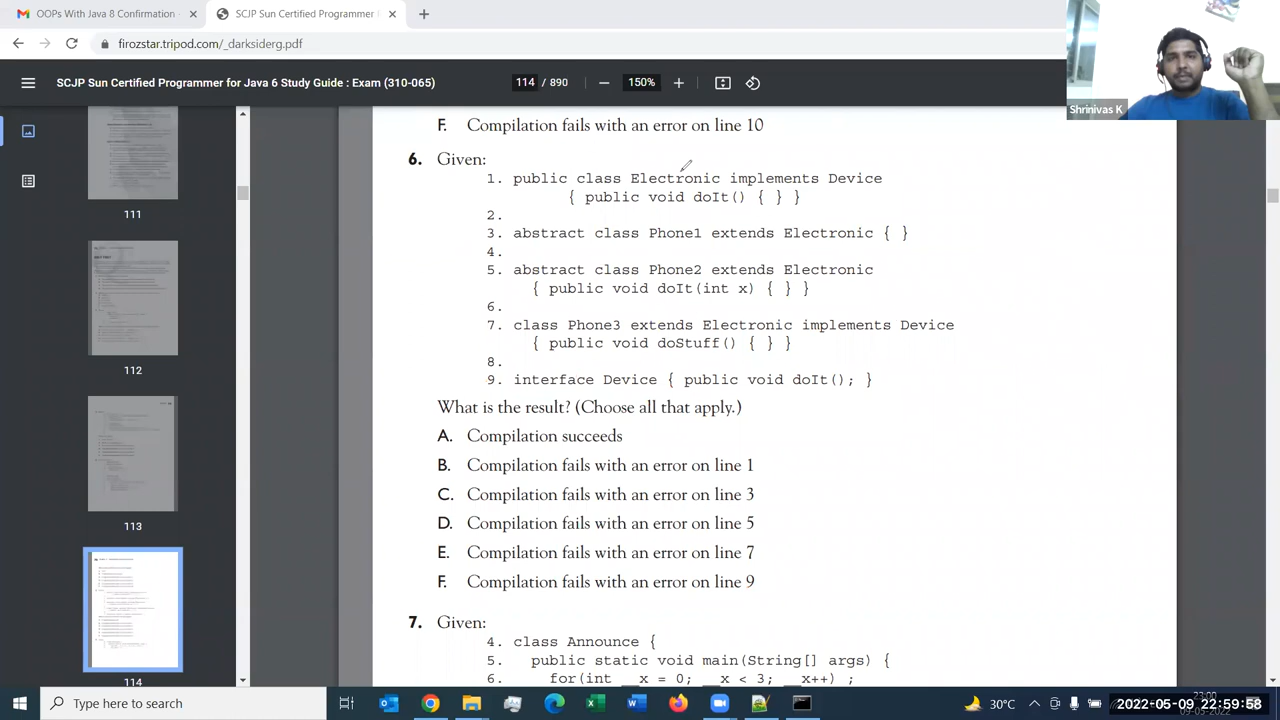 OOPs With Java 8 Confirmation
SCJP Sun Certified Programmer
firozstar.tripod.com/_darksiderg.pdf
SCJP Sun Certified Programmer for Java 6 Study Guide : Exam (310-065)
114 / 890
150%
Shrinivas K
111
112
113
114
Compilation fails with an error on line 10
6. Given:
1. public class Electronic implements Device
{ public void doIt() { } }
2.
3. abstract class Phone1 extends Electronic { }
4.
5. abstract class Phone2 extends Electronic
{ public void doIt(int x) { } }
6.
7. class Phone3 extends Electronic implements Device
{ public void doStuff() { } }
8.
9. interface Device { public void doIt(); }
What is the result? (Choose all that apply.)
A. Compilation succeeds
B. Compilation fails with an error on line 1
C. Compilation fails with an error on line 3
D. Compilation fails with an error on line 5
E. Compilation fails with an error on line 7
F. Compilation fails with an error on line 9
7. Given:
4. class Announce {
5. public static void main(String[] args) {
6. for(int __x = 0; __x < 3; __x++) ;
Type here to search
30°C
23:00
09-05-2022
2022-05-09 22:59:58